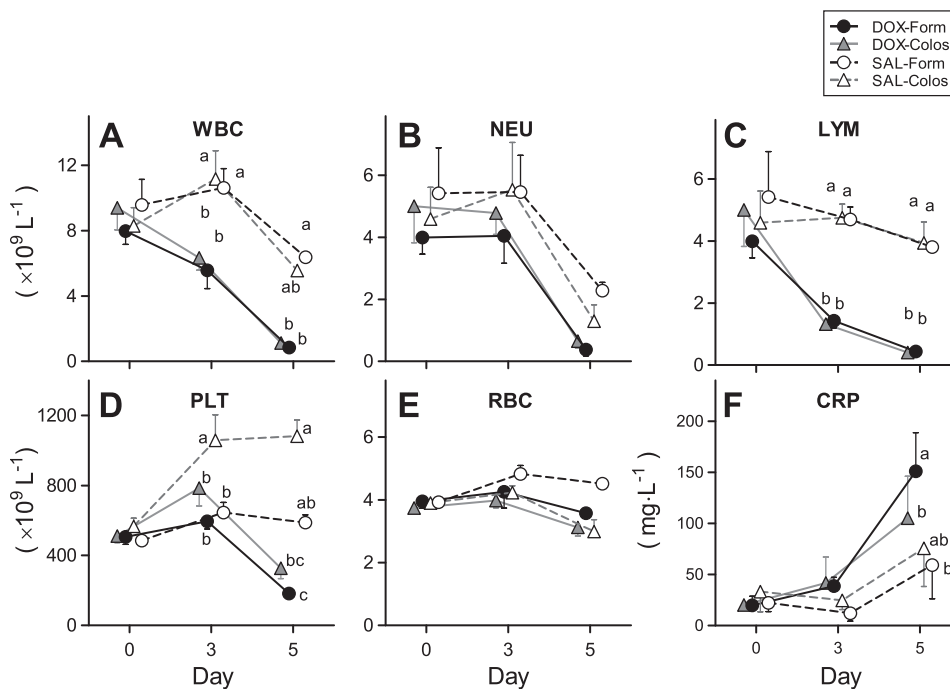 DOX-Form
DOX-Colos
SAL-Form
SAL-Colos
A WBC
B NEU
C LYM
( ×10⁹ L⁻¹ )
12
8
4
0
a
a
b
b
a
ab
b
b
6
4
2
0
6
4
2
0
a a
a a
b b
b b
D PLT
E RBC
F CRP
( ×10⁹ L⁻¹ )
1200
900
600
300
0
a
a
b
b
b
ab
bc
c
6
4
2
0
( mg·L⁻¹ )
200
150
100
50
0
a
b
ab
b
0 3 5
0 3 5
0 3 5
Day
Day
Day